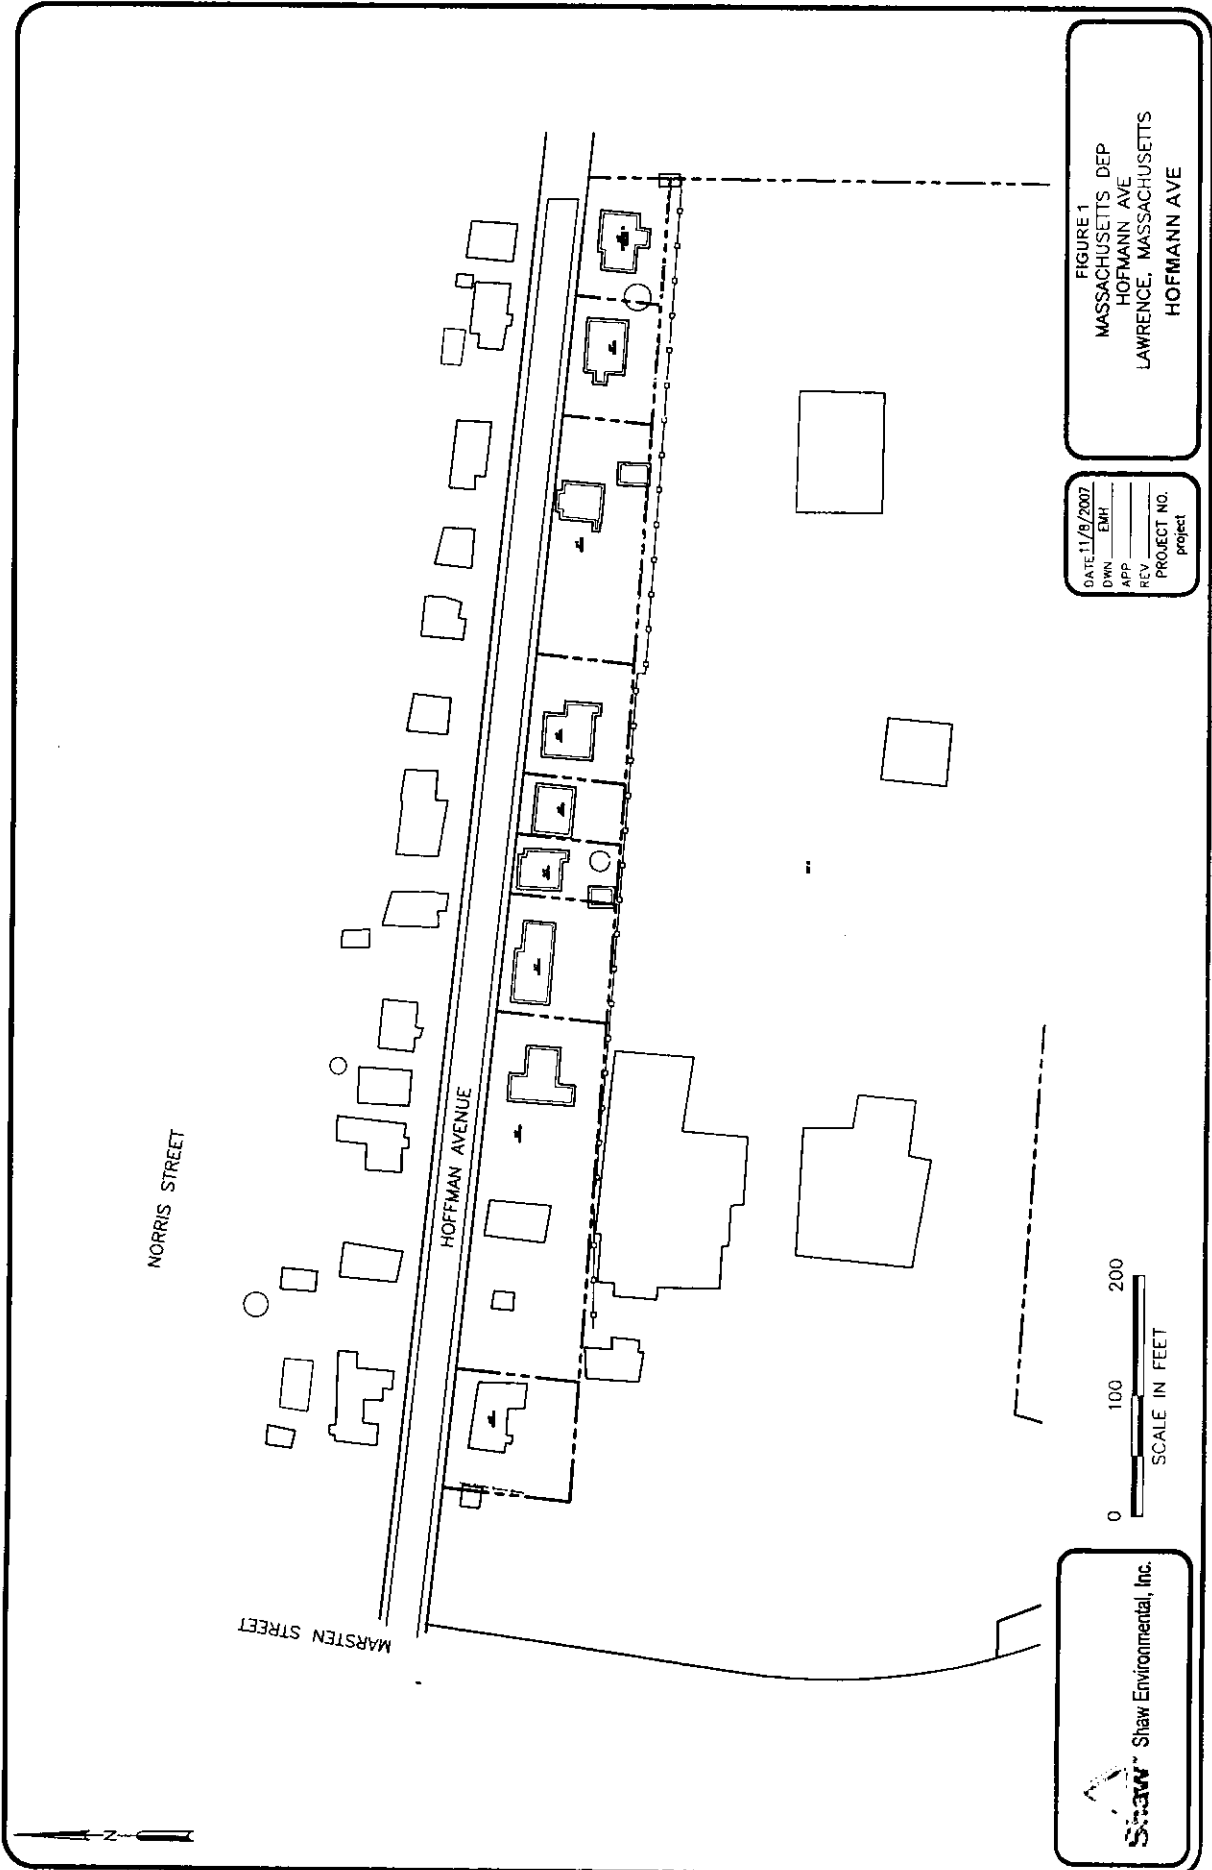 NORRIS STREET
HOFFMAN AVENUE
MARSTEN STREET
N
0 100 200
SCALE IN FEET
Shaw™ Shaw Environmental, Inc.
DATE 11/8/2007
DWN EMH
APP
REV
PROJECT NO.
project
FIGURE 1
MASSACHUSETTS DEP
HOFMANN AVE
LAWRENCE, MASSACHUSETTS
HOFMANN AVE